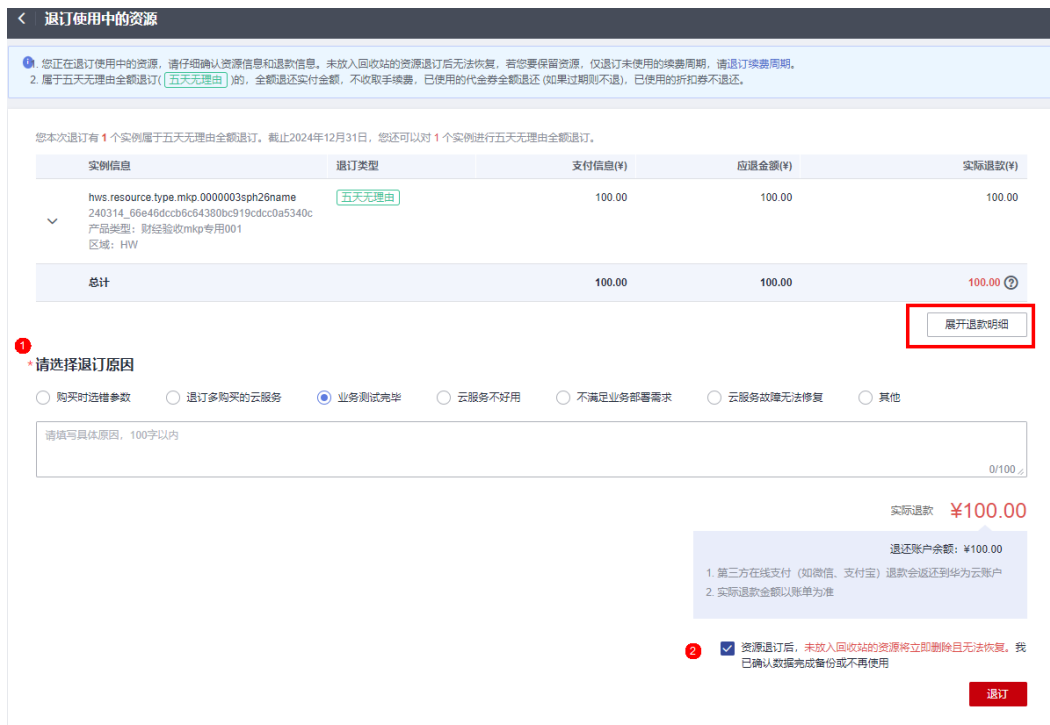 退订使用中的资源
1. 您正在退订使用中的资源，请仔细确认资源信息和退款信息。未放入回收站的资源退订后无法恢复，若您要保留资源，仅退订未使用的续费周期，请退订续费周期。
2. 属于五天无理由全额退订( 五天无理由 )的，全额退还实付金额，不收取手续费，已使用的代金券全额退还 (如果过期则不退)，已使用的折扣券不退还。
您本次退订有 1 个实例属于五天无理由全额退订。截止2024年12月31日，您还可以对 1 个实例进行五天无理由全额退订。
实例信息 退订类型 支付信息(¥) 应退金额(¥) 实际退款(¥)
hws.resource.type.mkp.0000003sph26name 五天无理由 100.00 100.00 100.00
240314_66e46dccb6c64380bc919cdcc0a5340c
产品类型：财经验收mkp专用001
区域：HW
总计 100.00 100.00 100.00 ?
展开退款明细
1
*请选择退订原因
购买时选错参数 退订多购买的云服务 业务测试完毕 云服务不好用 不满足业务部署需求 云服务故障无法修复 其他
请填写具体原因，100字以内
0/100
实际退款 ¥100.00
退还账户余额：¥100.00
1. 第三方在线支付（如微信、支付宝）退款会返还到华为云账户
2. 实际退款金额以账单为准
2 资源退订后，未放入回收站的资源将立即删除且无法恢复。我
已确认数据完成备份或不再使用
退订